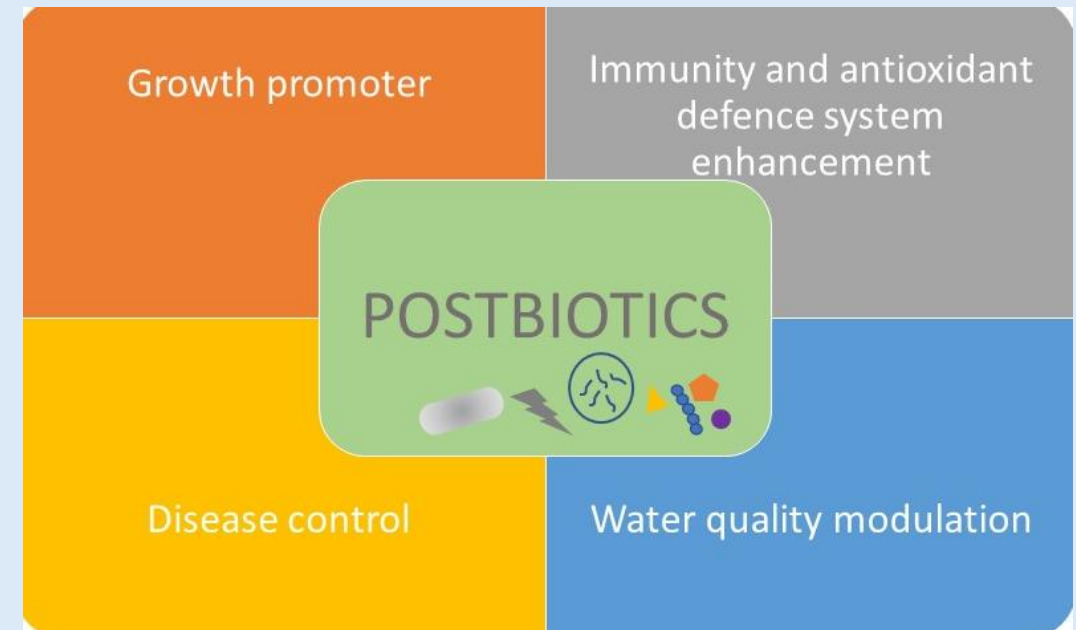 Growth promoter
Immunity and antioxidant
defence system
enhancement
POSTBIOTICS
Disease control
Water quality modulation